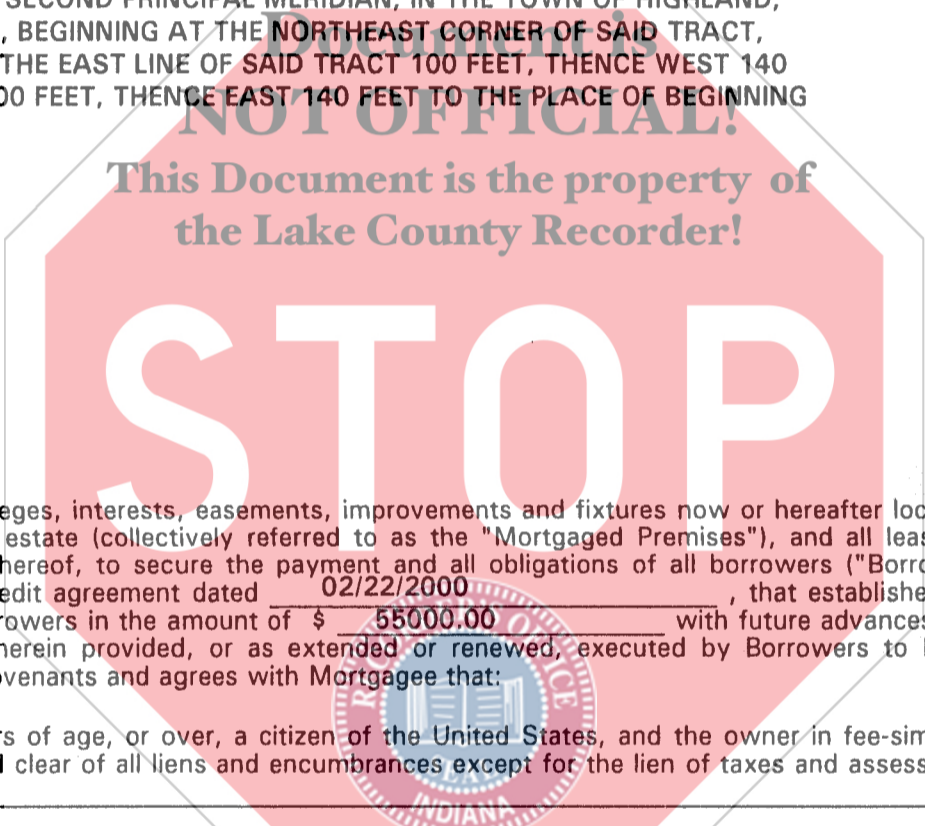 SECOND PRINCIPAL MERIDIAN, IN THE TOWN OF HIGHLAND,
, BEGINNING AT THE NORTHEAST CORNER OF SAID TRACT,
THE EAST LINE OF SAID TRACT 100 FEET, THENCE WEST 140
00 FEET, THENCE EAST 140 FEET TO THE PLACE OF BEGINNING
Document is
NOT OFFICIAL!
This Document is the property of
the Lake County Recorder!
STOP
eges, interests, easements, improvements and fixtures now or hereafter loc
estate (collectively referred to as the "Mortgaged Premises"), and all leas
hereof, to secure the payment and all obligations of all borrowers ("Borro
edit agreement dated 02/22/2000, that establishe
rowers in the amount of $ 55000.00 with future advances
herein provided, or as extended or renewed, executed by Borrowers to
venants and agrees with Mortgagee that:
rs of age, or over, a citizen of the United States, and the owner in fee-sim
clear of all liens and encumbrances except for the lien of taxes and assess
RECORDER'S OFFICE
SEAL
INDIANA